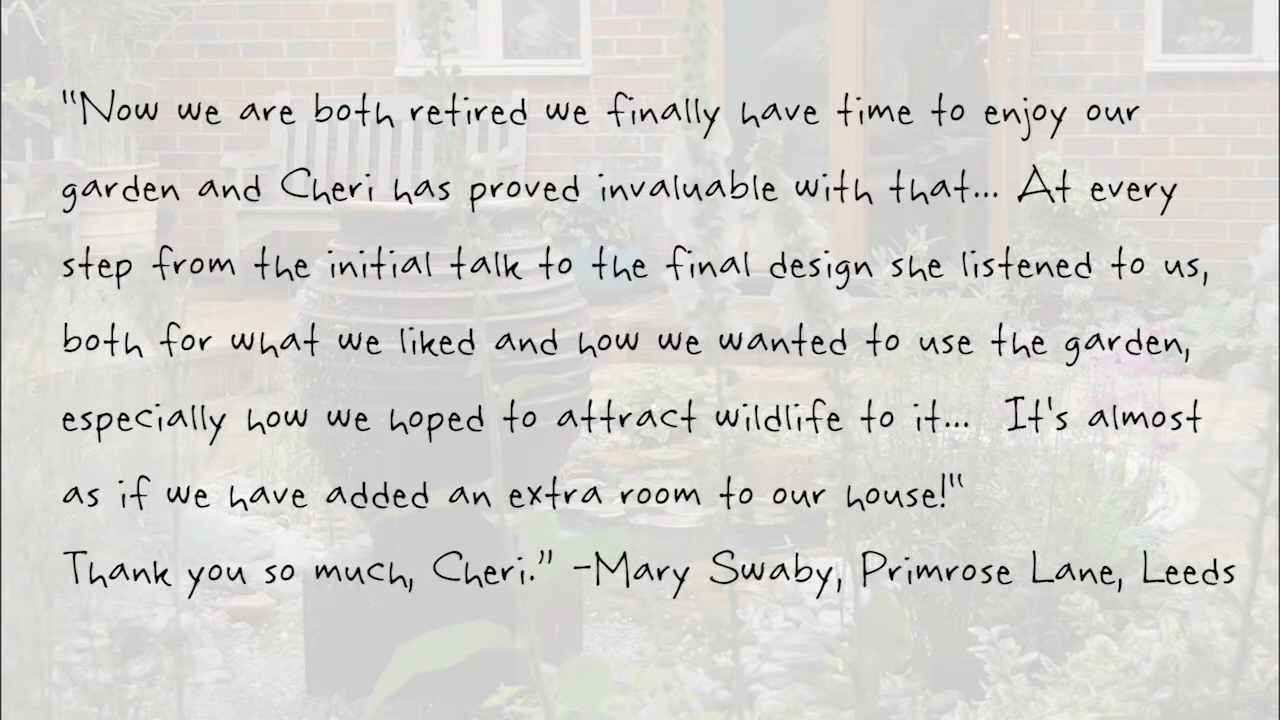 "Now we are both retired we finally have time to enjoy our
garden and Cheri has proved invaluable with that... At every
step from the initial talk to the final design she listened to us,
both for what we liked and how we wanted to use the garden,
especially how we hoped to attract wildlife to it...  It's almost
as if we have added an extra room to our house!"
Thank you so much, Cheri.” -Mary Swaby, Primrose Lane, Leeds